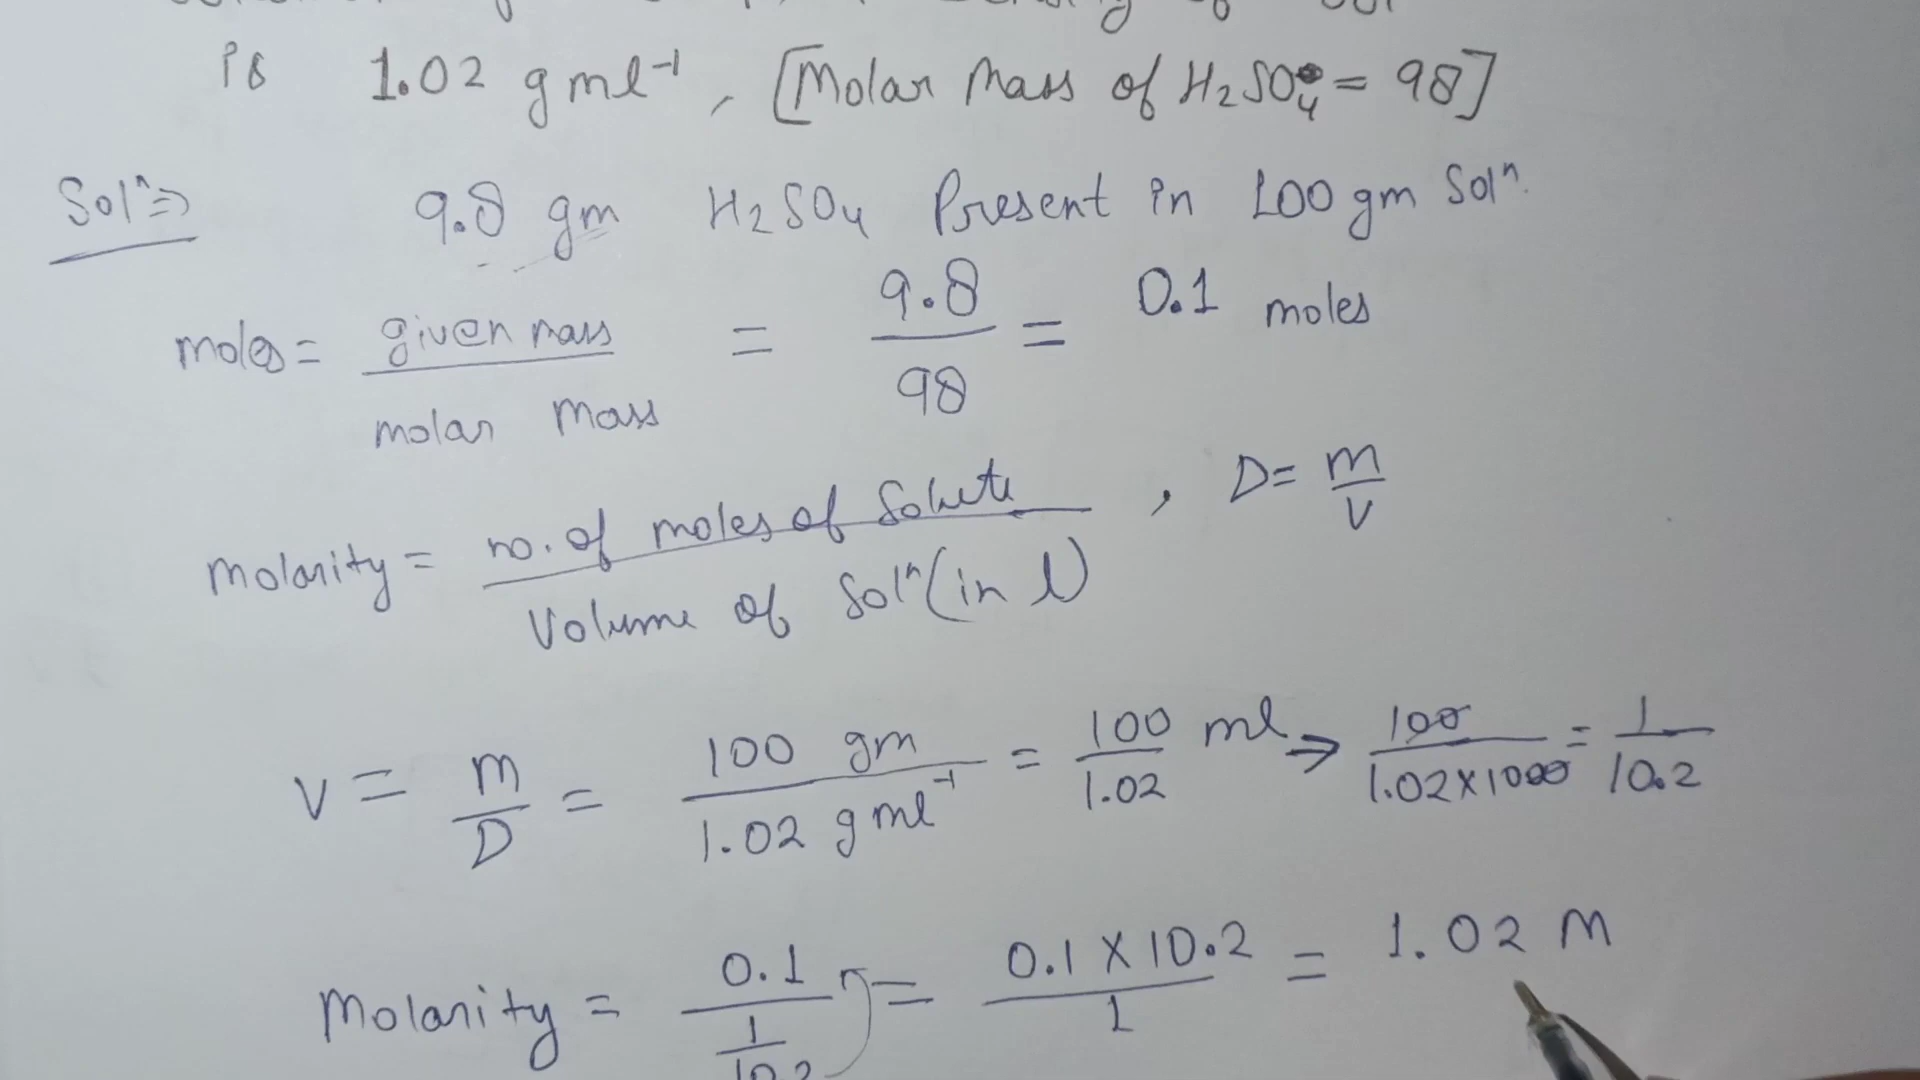 is 1.02 g ml⁻¹, [Molar Mass of H₂SO₄ = 98]
Solⁿ⇒ 9.8 gm H₂SO₄ Present in 100 gm Solⁿ.
moles = given mass / molar Mass = 9.8 / 98 = 0.1 moles
Molarity = no. of moles of Solute / Volume of Solⁿ (in l) , D = m / v
V = m / D = 100 gm / 1.02 g ml⁻¹ = 100 / 1.02 ml ⇒ 100 / 1.02 X 1000 = 1 / 10.2
Molarity = 0.1 / 1 / 10.2 = 0.1 X 10.2 / 1 = 1.02 M